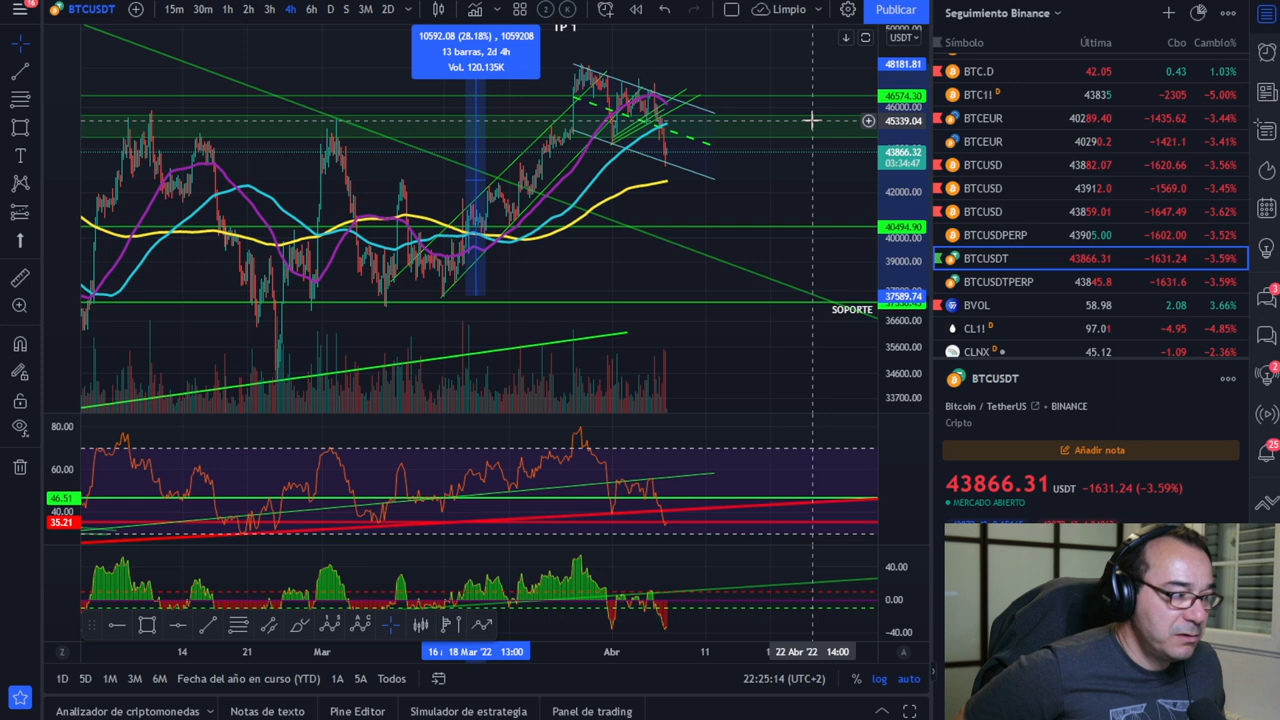 16
BTCUSDT
15m 30m 1h 2h 3h 4h 6h D S 3M 2D
2 K
Limpio
Publicar
TP 1
USDT
10592.08 (28.18%) , 1059208
13 barras, 2d 4h
Vol. 120.135K
48181.81
46574.30
46000.00
45339.04
43866.32
03:34:47
42000.00
40494.90
40000.00
39000.00
37589.74
SOPORTE
36600.00
35600.00
34600.00
33700.00
80.00
60.00
46.51
40.00
35.21
40.00
0.00
-40.00
Z 14 21 Mar 18 Mar '22 13:00 Abr 11 22 Abr '22 14:00 A
1D 5D 1M 3M 6M Fecha del año en curso (YTD) 1A 5A Todos
22:25:14 (UTC+2) % log auto
Analizador de criptomonedas Notas de texto Pine Editor Simulador de estrategia Panel de trading
Seguimiento Binance
Símbolo Última Cbo Cambio%
BTC.D 42.05 0.43 1.03%
BTC1! D 43835 -2305 -5.00%
BTCEUR 40289.40 -1435.62 -3.44%
BTCEUR 40291.2 -1429.1 -3.43%
BTCUSD 43882.07 -1620.66 -3.56%
BTCUSD 43912.0 -1569.0 -3.45%
BTCUSD 43859.01 -1647.49 -3.62%
BTCUSDPERP 43905.00 -1602.00 -3.52%
BTCUSDT 43866.31 -1631.24 -3.59%
BTCUSDTPERP 43845.8 -1631.6 -3.59%
BVOL 58.98 2.08 3.66%
CL1! D 97.01 -4.95 -4.85%
CLNX D 45.12 -1.09 -2.36%
BTCUSDT
Bitcoin / TetherUS • BINANCE
Cripto
Añadir nota
43866.31 USDT -1631.24 (-3.59%)
MERCADO ABIERTO
3
2
25